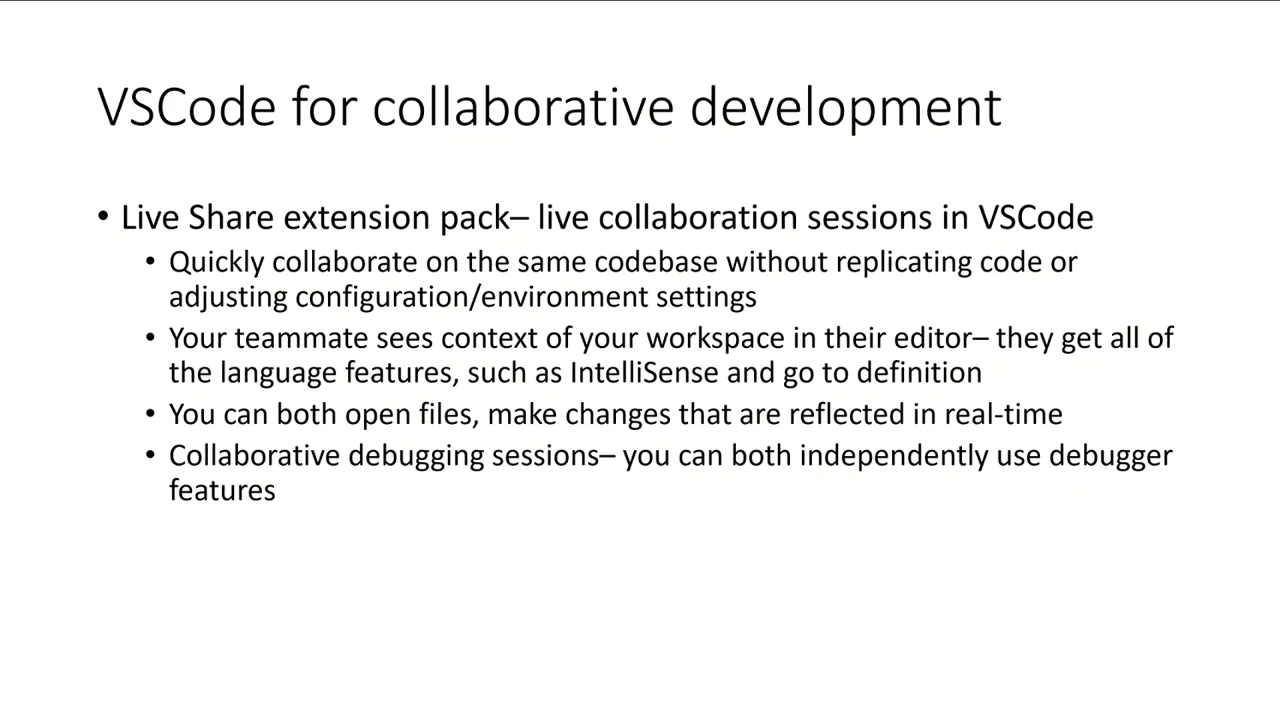 VSCode for collaborative development
• Live Share extension pack– live collaboration sessions in VSCode
• Quickly collaborate on the same codebase without replicating code or
adjusting configuration/environment settings
• Your teammate sees context of your workspace in their editor– they get all of
the language features, such as IntelliSense and go to definition
• You can both open files, make changes that are reflected in real-time
• Collaborative debugging sessions– you can both independently use debugger
features